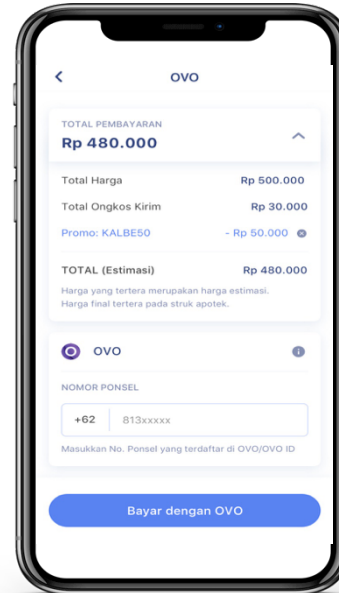 OVO
TOTAL PEMBAYARAN
Rp 480.000
Total Harga Rp 500.000
Total Ongkos Kirim Rp 30.000
Promo: KALBE50 - Rp 50.000
TOTAL (Estimasi) Rp 480.000
Harga yang tertera merupakan harga estimasi.
Harga final tertera pada struk apotek.
OVO
NOMOR PONSEL
+62 813xxxxx
Masukkan No. Ponsel yang terdaftar di OVO/OVO ID
Bayar dengan OVO